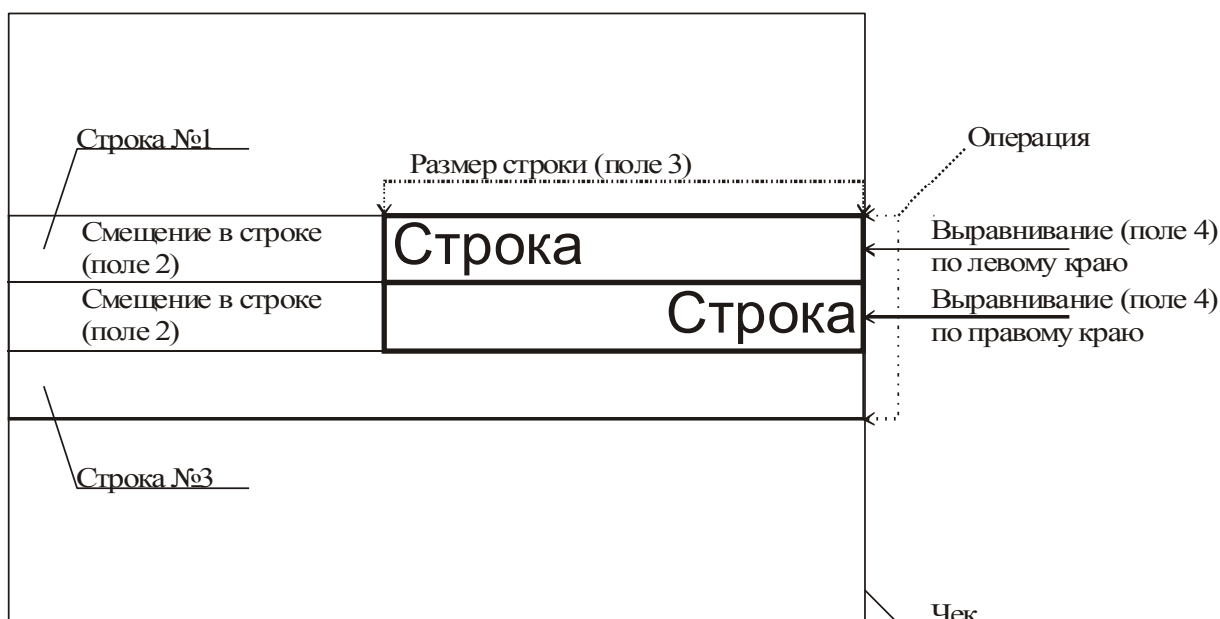 Строка №1
Операция
Размер строки (поле 3)
Смещение в строке
(поле 2)
Строка
Выравнивание (поле 4)
по левому краю
Смещение в строке
(поле 2)
Строка
Выравнивание (поле 4)
по правому краю
Строка №3
Чек